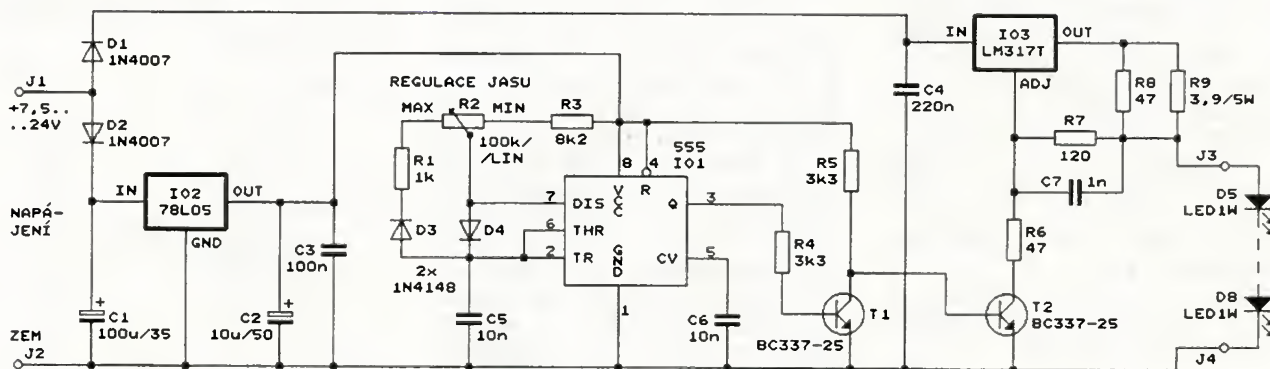 D1
1N4007
J1
+7,5..
..24V
D2
1N4007
NAPÁ-
JENÍ
IN
IO2
78L05
OUT
GND
+
C1
100u/35
+
C2
10u/50
ZEM
J2
C3
100n
REGULACE JASU
MAX
R2
MIN
100k/
/LIN
R3
8k2
R1
1k
D3
D4
2x
1N4148
C5
10n
555
IO1
8
4
VCC
R
7
DIS
6
THR
2
TR
GND
1
Q
3
CV
5
C6
10n
R4
3k3
R5
3k3
T1
BC337-25
C4
220n
IN
IO3
LM317T
OUT
ADJ
R8
47
R9
3,9/5W
R7
120
C7
1n
R6
47
T2
BC337-25
J3
D5
LED1W
D8
LED1W
J4